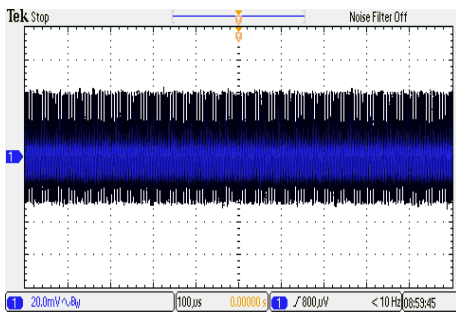 Tek Stop Noise Filter Off
T
T
1
1 20.0mV∿BW 100µs 0.00000 s 1 ∫ 800µV < 10 Hz 08:59:45